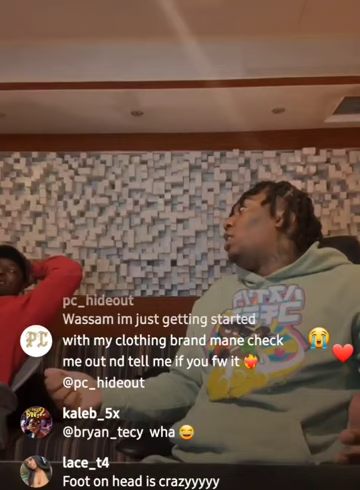 pc_hideout
Wassam im just getting started
with my clothing brand mane check
me out nd tell me if you fw it ❤️‍🔥
@pc_hideout
PC
kaleb_5x
@bryan_tecy wha 😅
lace_t4
Foot on head is crazyyyyy